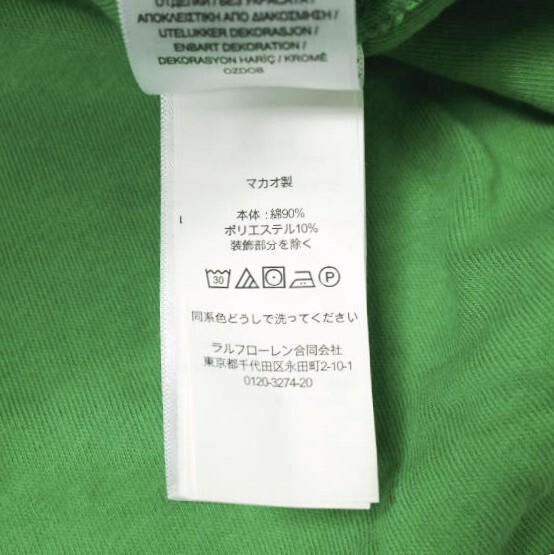 ОТДЕЛКИ / БЕЗ УКРАСАТА /
ΑΠΟΚΛΕΙΣΤΙΚΗ ΑΠΟ ΔΙΑΚΟΣΜΗΣΗ /
UTELUKKER DEKORASJON /
ENBART DEKORATION /
DEKORASYON HARİÇ / KROMĚ
OZDOB
マカオ製
本体 : 綿90%
ポリエステル10%
装飾部分を除く
30 P
同系色どうしで洗ってください
ラルフローレン合同会社
東京都千代田区永田町2-10-1
0120-3274-20